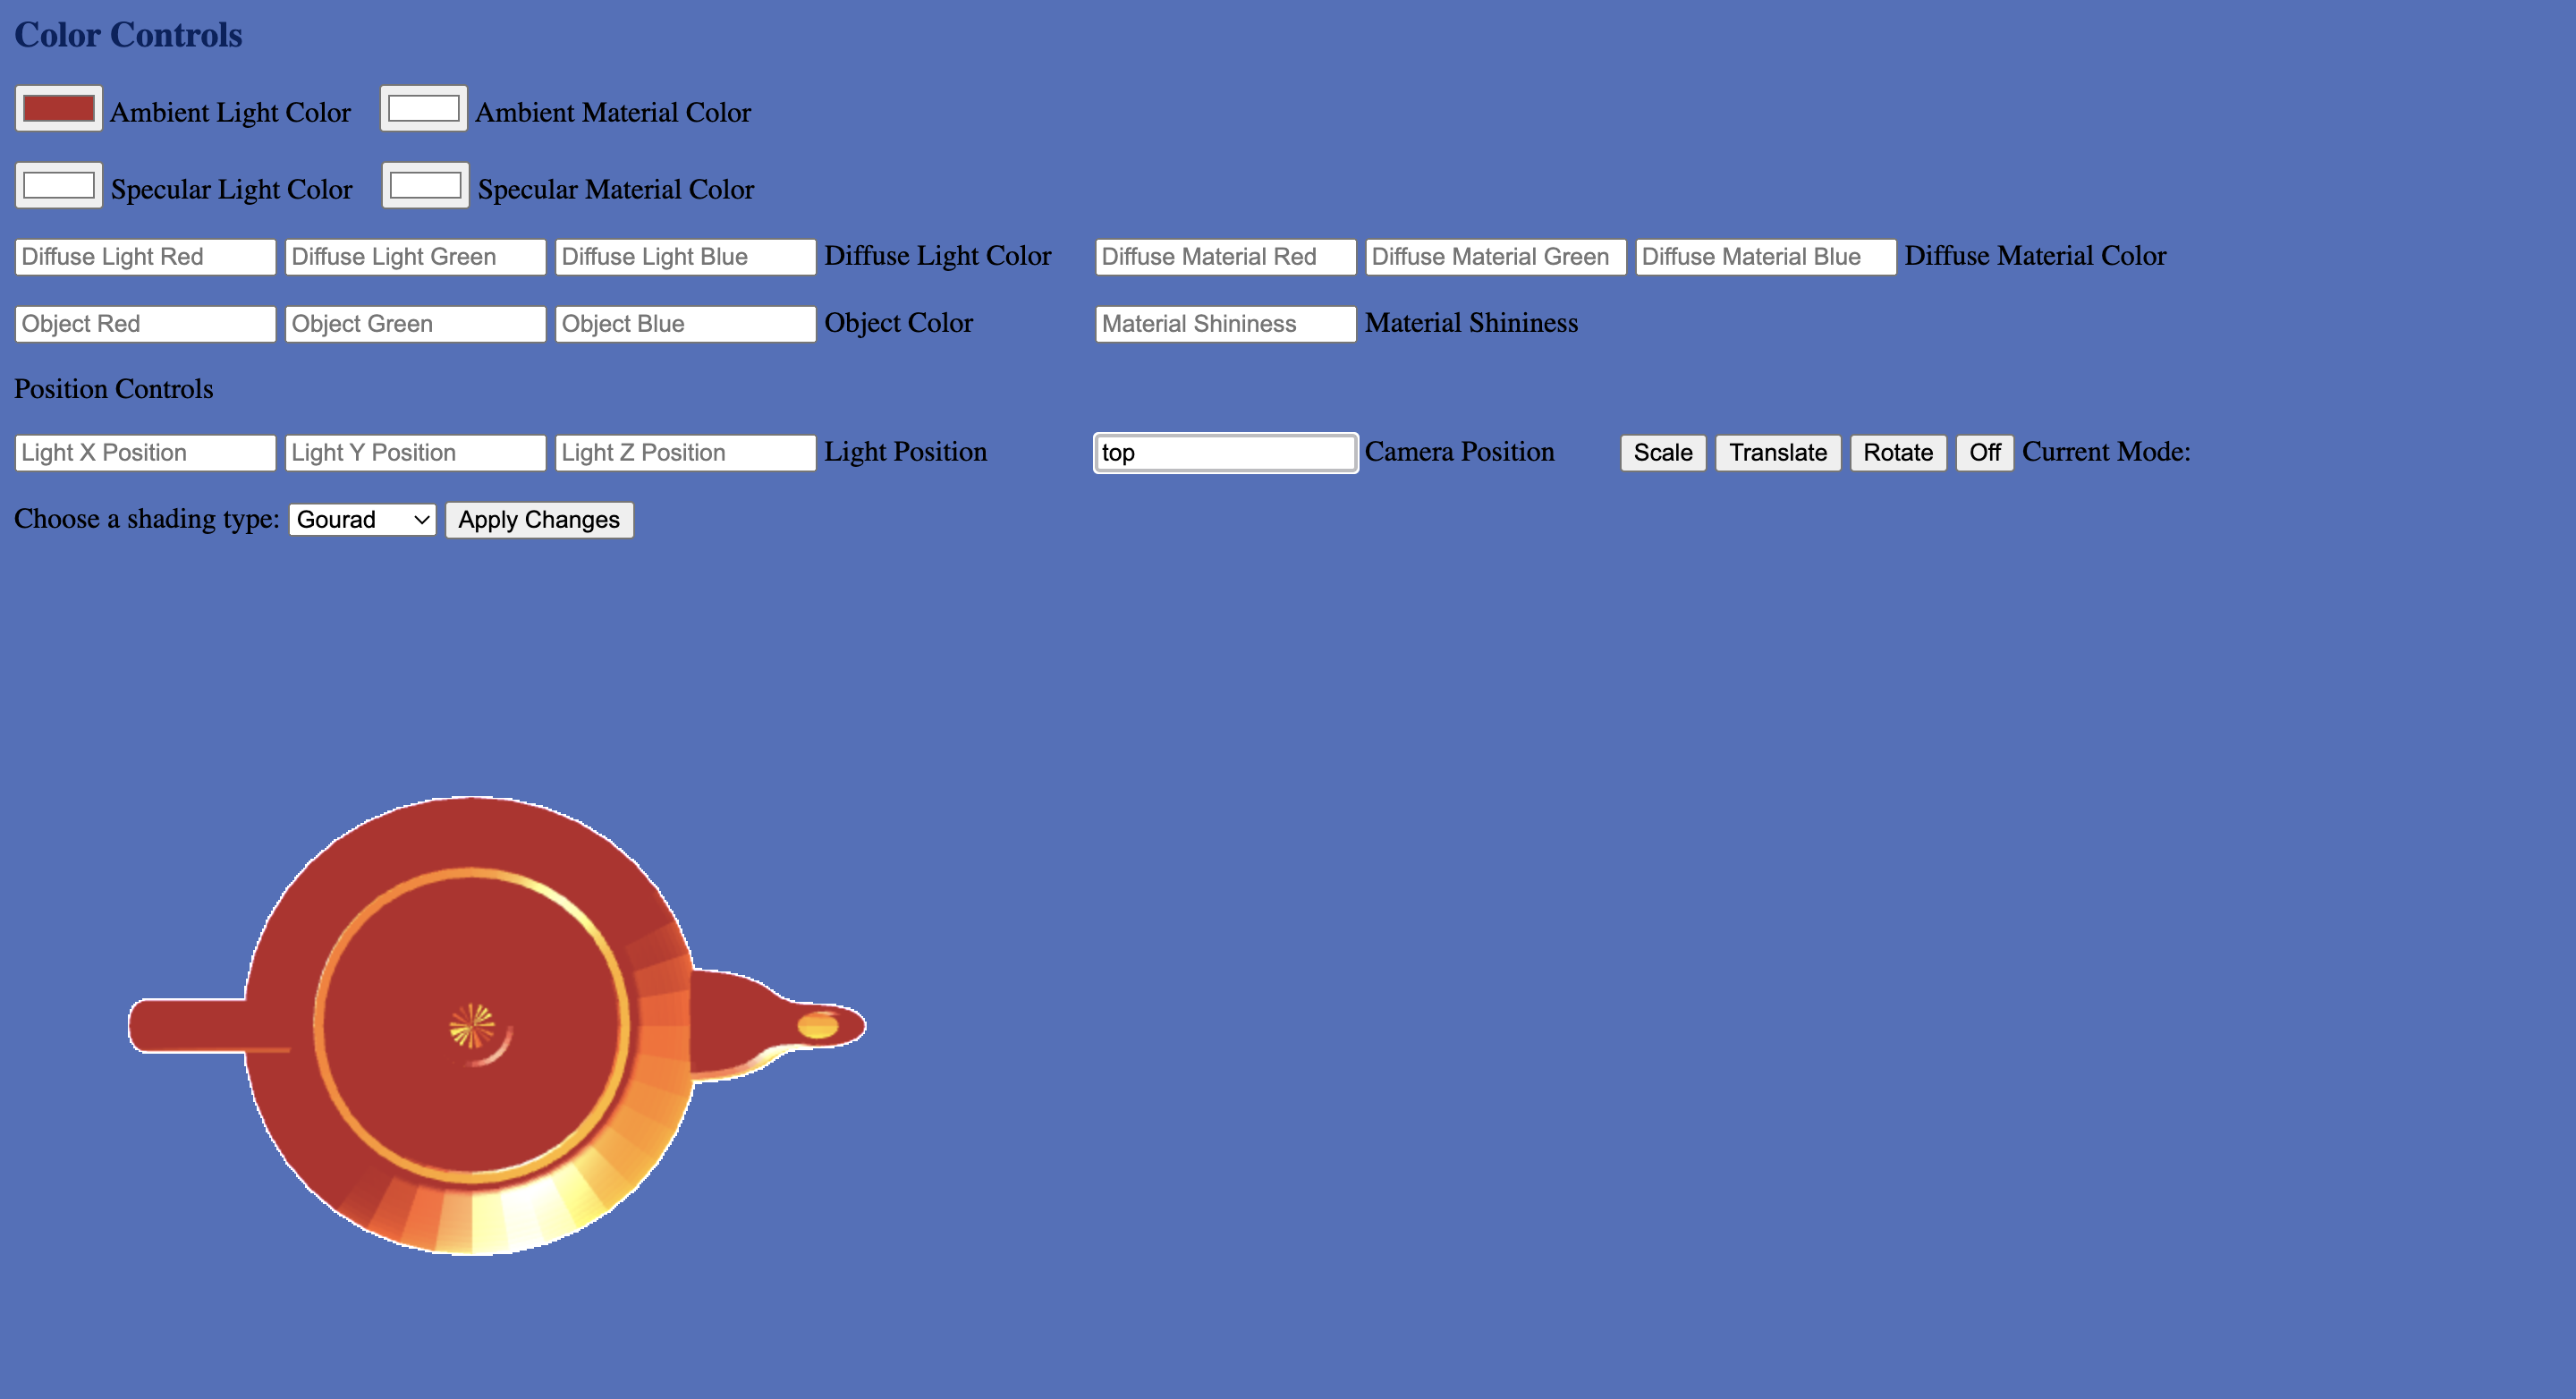 Color Controls
Ambient Light Color Ambient Material Color
Specular Light Color Specular Material Color
Diffuse Light Red Diffuse Light Green Diffuse Light Blue Diffuse Light Color Diffuse Material Red Diffuse Material Green Diffuse Material Blue Diffuse Material Color
Object Red Object Green Object Blue Object Color Material Shininess Material Shininess
Position Controls
Light X Position Light Y Position Light Z Position Light Position top Camera Position Scale Translate Rotate Off Current Mode:
Choose a shading type: Gourad Apply Changes